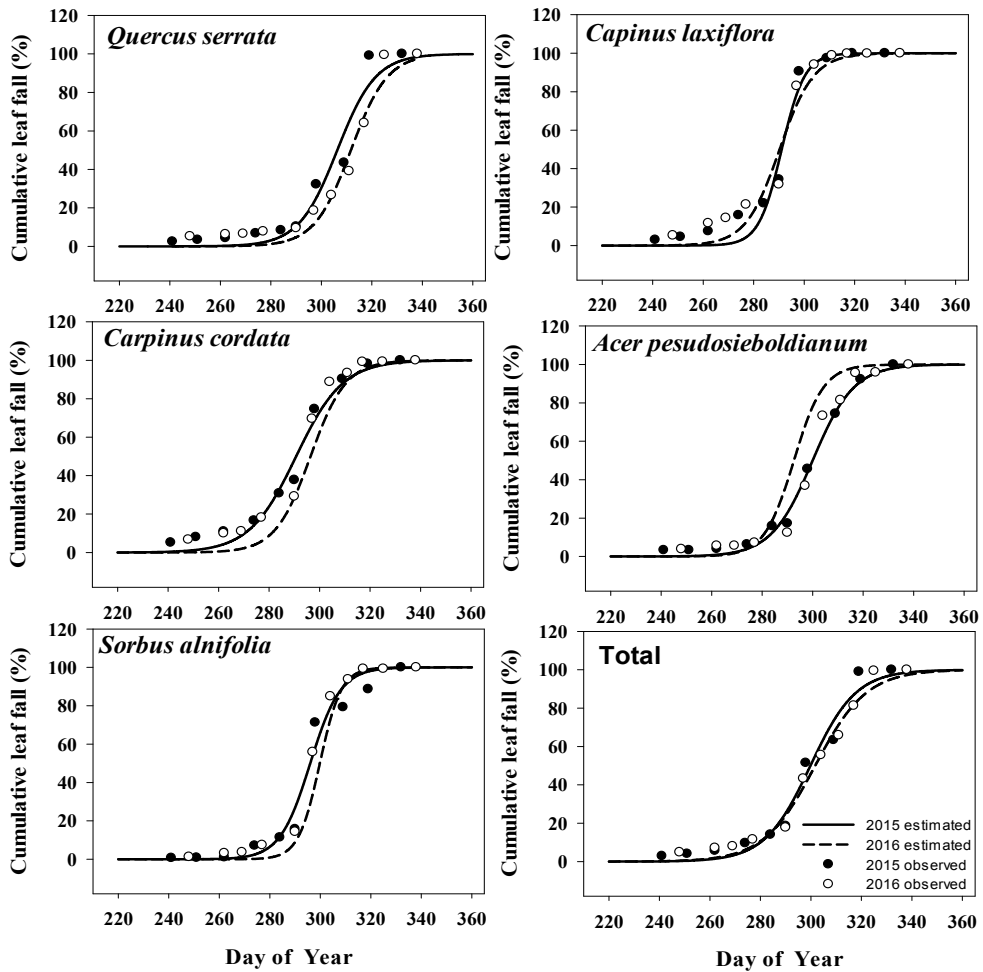 Quercus serrata
Cumulative leaf fall (%)
120
100
80
60
40
20
0
220 240 260 280 300 320 340 360
Capinus laxiflora
Cumulative leaf fall (%)
120
100
80
60
40
20
0
220 240 260 280 300 320 340 360
Carpinus cordata
Cumulative leaf fall (%)
120
100
80
60
40
20
0
220 240 260 280 300 320 340 360
Acer pesudosieboldianum
Cumulative leaf fall (%)
120
100
80
60
40
20
0
220 240 260 280 300 320 340 360
Sorbus alnifolia
Cumulative leaf fall (%)
120
100
80
60
40
20
0
220 240 260 280 300 320 340 360
Day of Year
Total
Cumulative leaf fall (%)
120
100
80
60
40
20
0
2015 estimated
2016 estimated
2015 observed
2016 observed
220 240 260 280 300 320 340 360
Day of Year